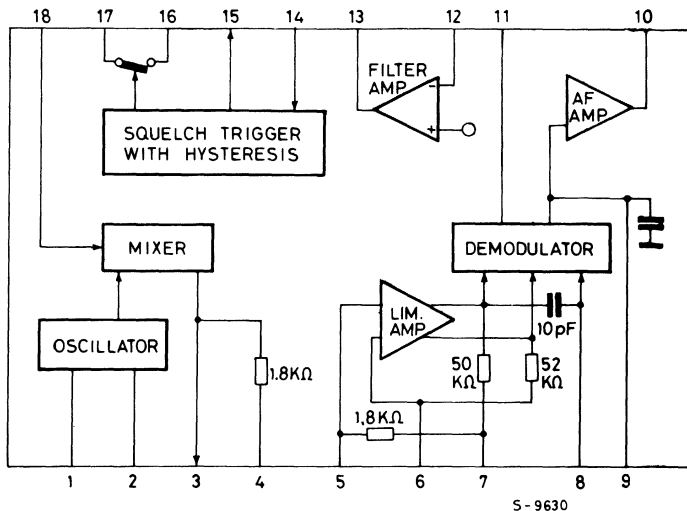 18 17 16 15 14 13 12 11 10
FILTER
AMP
-
+
AF
AMP
SQUELCH TRIGGER
WITH HYSTERESIS
MIXER
DEMODULATOR
LIM.
AMP
10pF
OSCILLATOR
1.8KΩ
50
KΩ
52
KΩ
1,8KΩ
1 2 3 4 5 6 7 8 9
S-9630